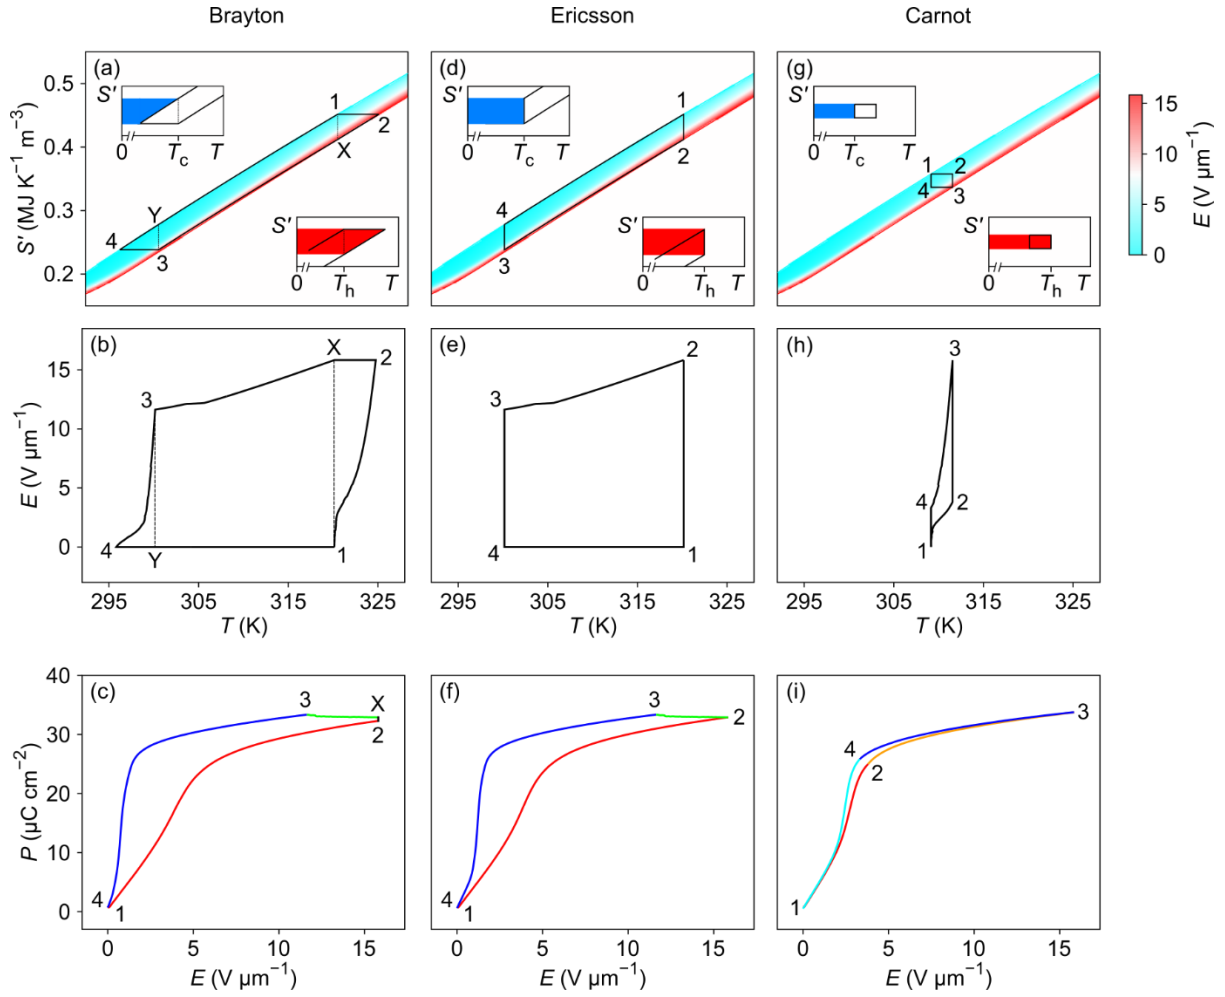 Brayton
Ericsson
Carnot
(a)
S′
0
Tc
T
1
2
X
Y
4
3
S′
0
Th
T
0.5
0.4
0.3
0.2
S′ (MJ K−1 m−3)
(d)
S′
0
Tc
T
1
2
4
3
S′
0
Th
T
(g)
S′
0
Tc
T
1
2
4
3
S′
0
Th
T
15
10
5
0
E (V µm−1)
(b)
X
2
3
4
Y
1
15
10
5
0
E (V µm−1)
295
305
315
325
T (K)
(e)
2
3
4
1
295
305
315
325
T (K)
(h)
3
4
2
1
295
305
315
325
T (K)
(c)
3
X
2
4
1
40
30
20
10
0
P (µC cm−2)
0
5
10
15
E (V µm−1)
(f)
3
2
4
1
0
5
10
15
E (V µm−1)
(i)
3
4
2
1
0
5
10
15
E (V µm−1)